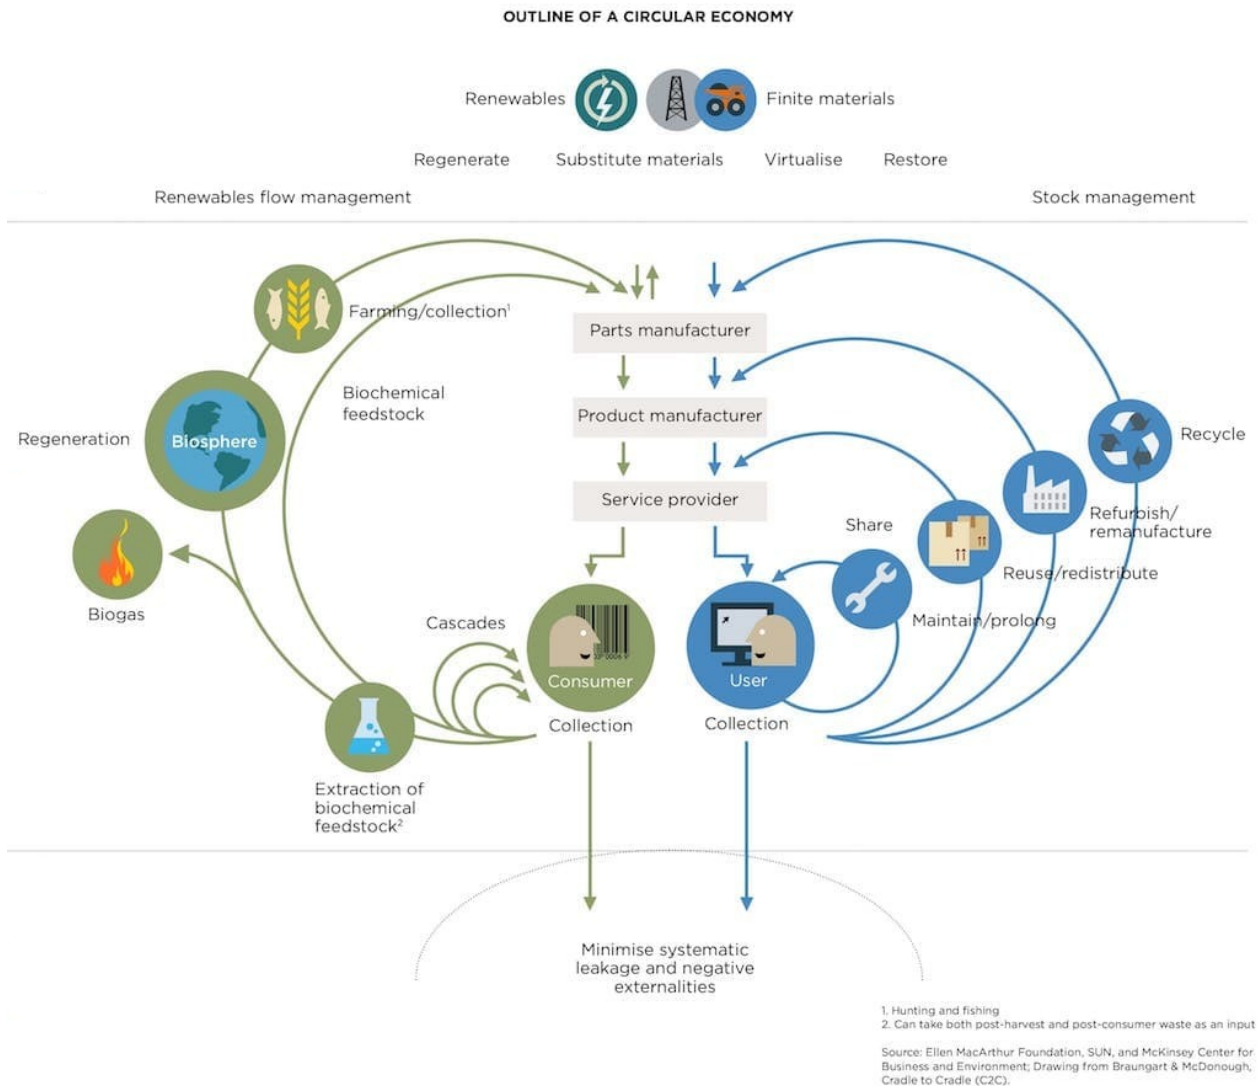 OUTLINE OF A CIRCULAR ECONOMY
Renewables
Finite materials
Regenerate
Substitute materials
Virtualise
Restore
Renewables flow management
Stock management
Farming/collection¹
Parts manufacturer
Biochemical
feedstock
Product manufacturer
Regeneration
Biosphere
Recycle
Service provider
Share
Refurbish/
remanufacture
Reuse/redistribute
Biogas
Cascades
Maintain/prolong
Consumer
User
Collection
Collection
Extraction of
biochemical
feedstock²
Minimise systematic
leakage and negative
externalities
1. Hunting and fishing
2. Can take both post-harvest and post-consumer waste as an input
Source: Ellen MacArthur Foundation, SUN, and McKinsey Center for
Business and Environment; Drawing from Braungart & McDonough,
Cradle to Cradle (C2C).